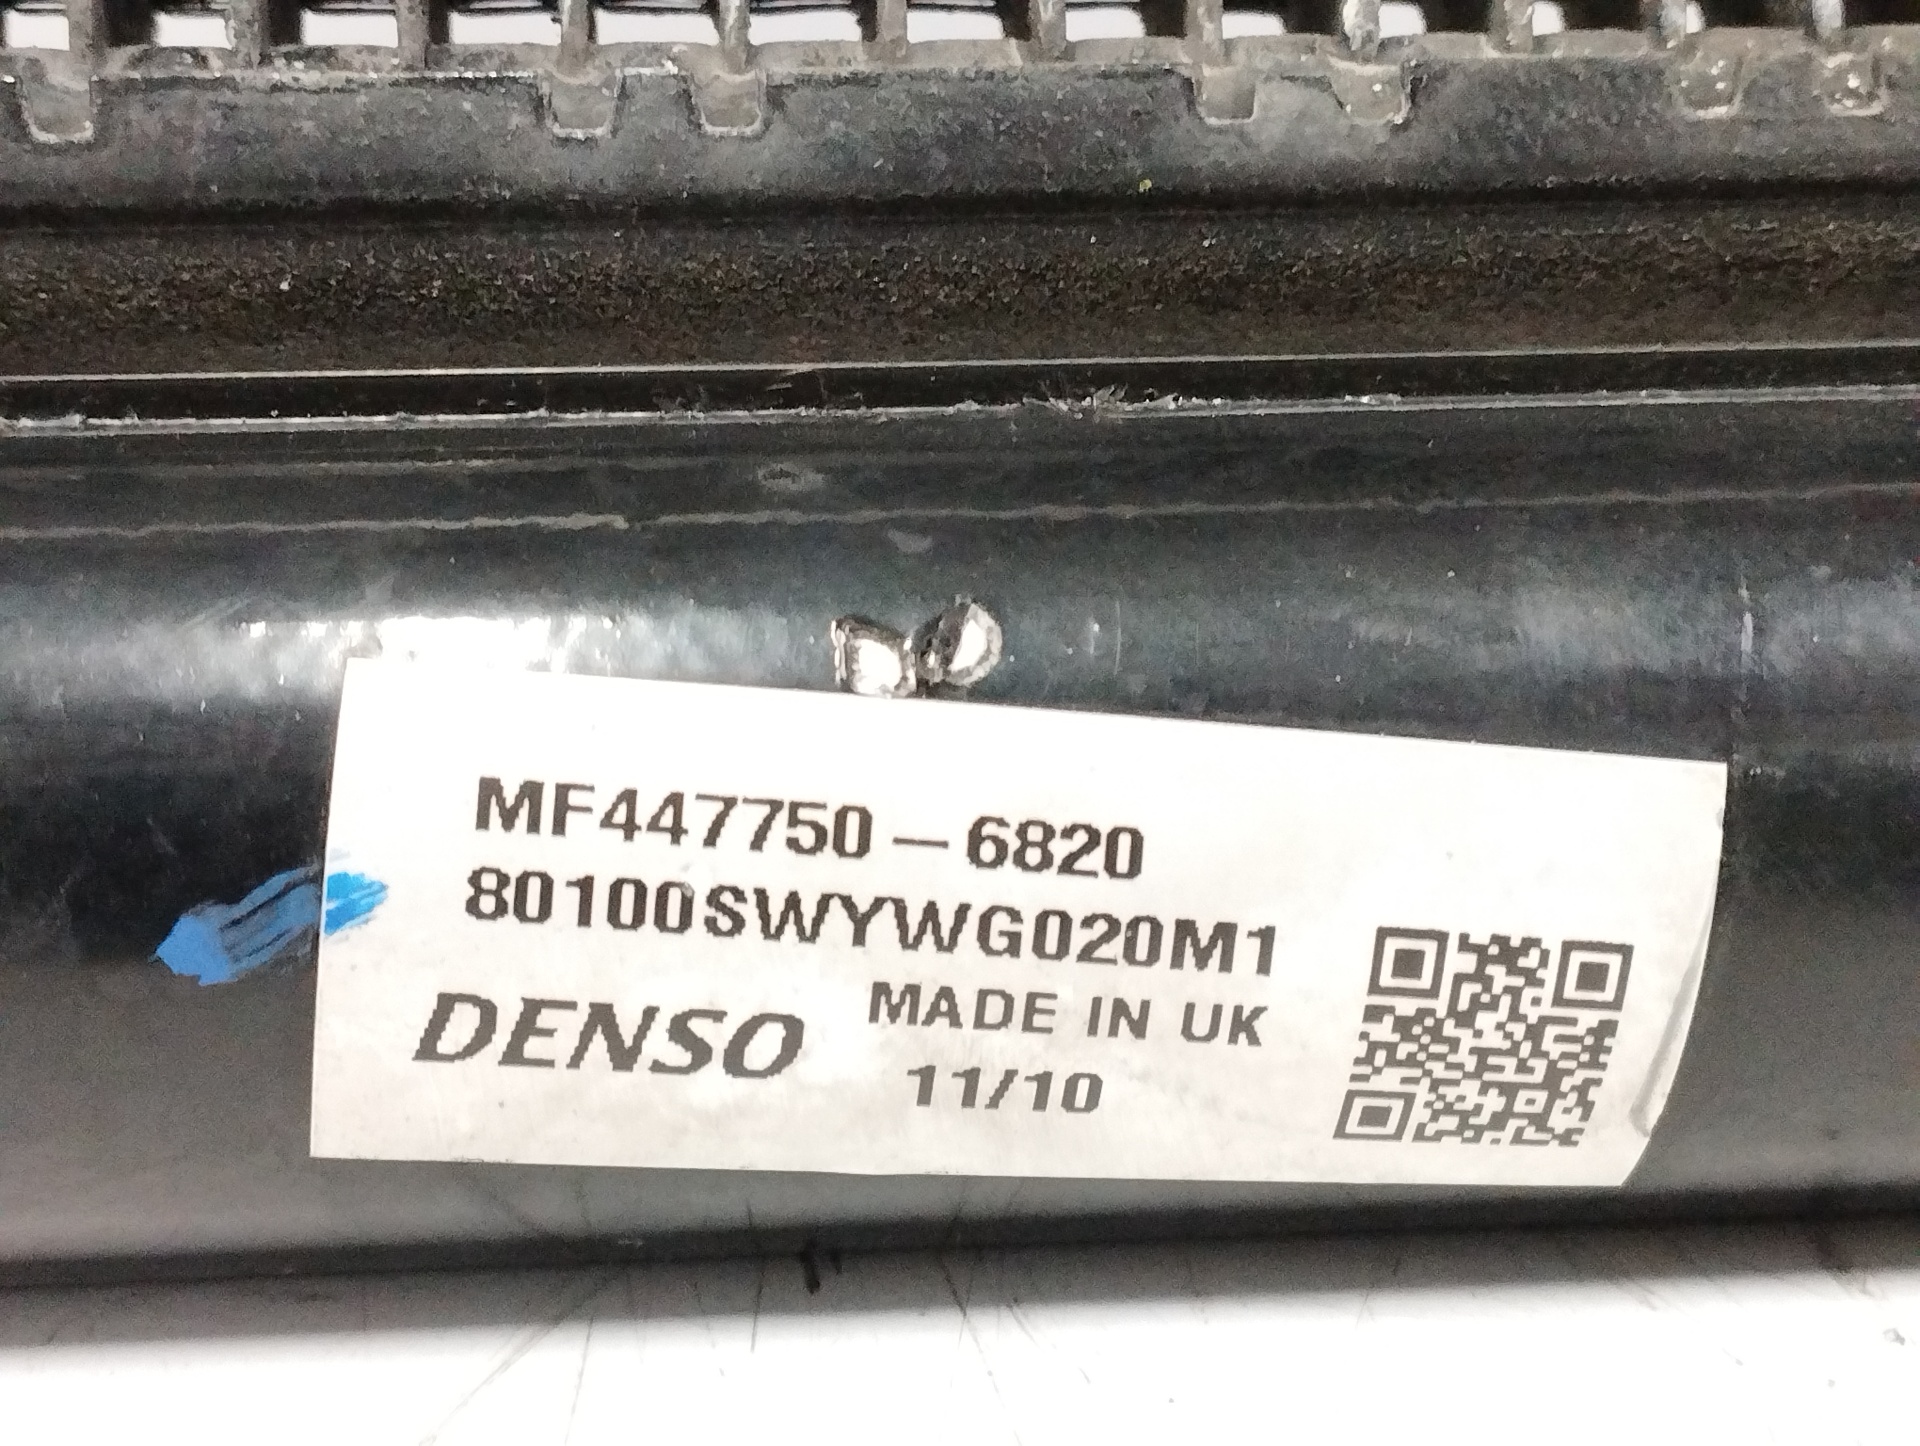 MF447750-6820
80100SWYWG020M1
DENSO MADE IN UK
11/10